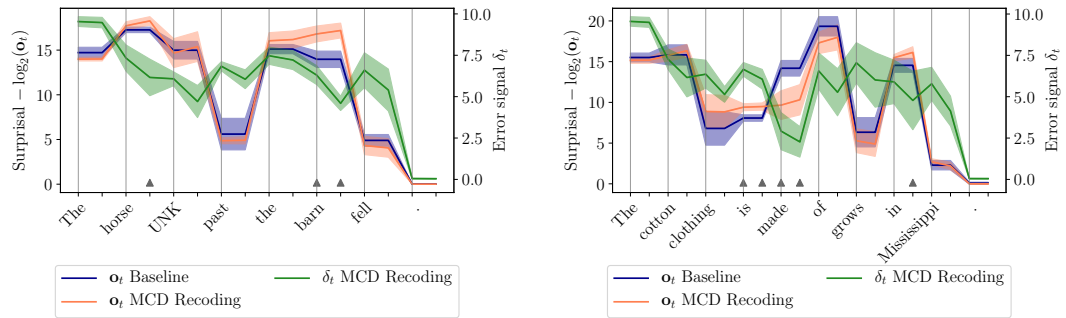 Surprisal − log₂(oₜ)
15
10
5
0
10.0
7.5
5.0
2.5
0.0
Error signal δₜ
The
horse
UNK
past
the
barn
fell
.
oₜ Baseline
oₜ MCD Recoding
δₜ MCD Recoding
Surprisal − log₂(oₜ)
20
15
10
5
0
10.0
7.5
5.0
2.5
0.0
Error signal δₜ
The
cotton
clothing
is
made
of
grows
in
Mississippi
.
oₜ Baseline
oₜ MCD Recoding
δₜ MCD Recoding